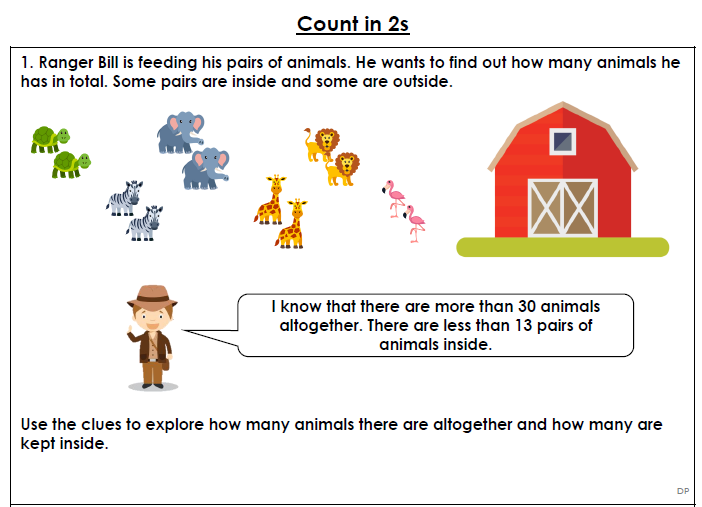 Count in 2s
1. Ranger Bill is feeding his pairs of animals. He wants to find out how many animals he
has in total. Some pairs are inside and some are outside.
I know that there are more than 30 animals
altogether. There are less than 13 pairs of
animals inside.
Use the clues to explore how many animals there are altogether and how many are
kept inside.
DP